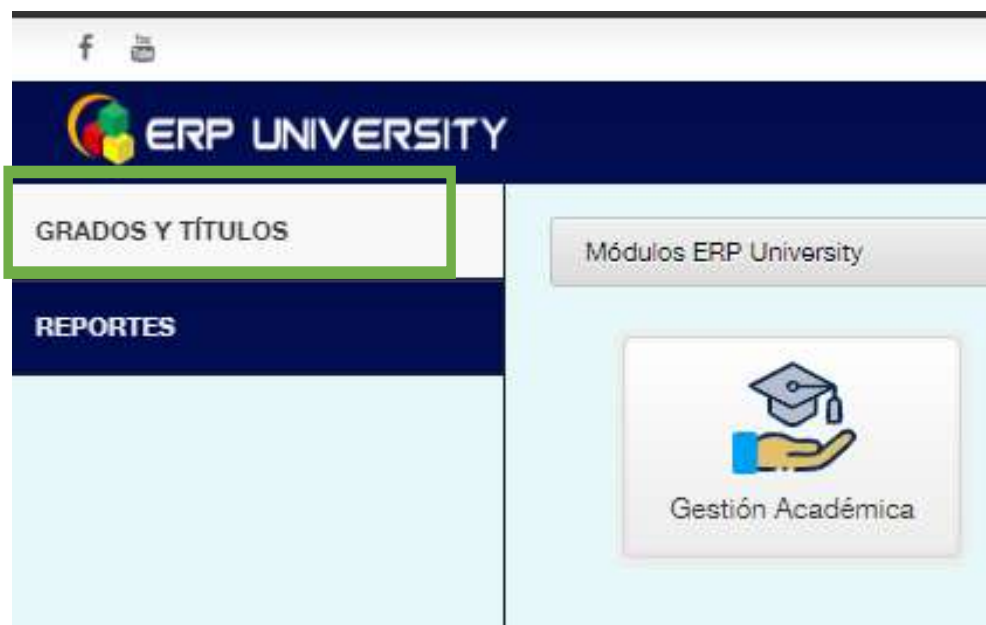 ERP UNIVERSITY
GRADOS Y TÍTULOS
REPORTES
Módulos ERP University
Gestión Académica